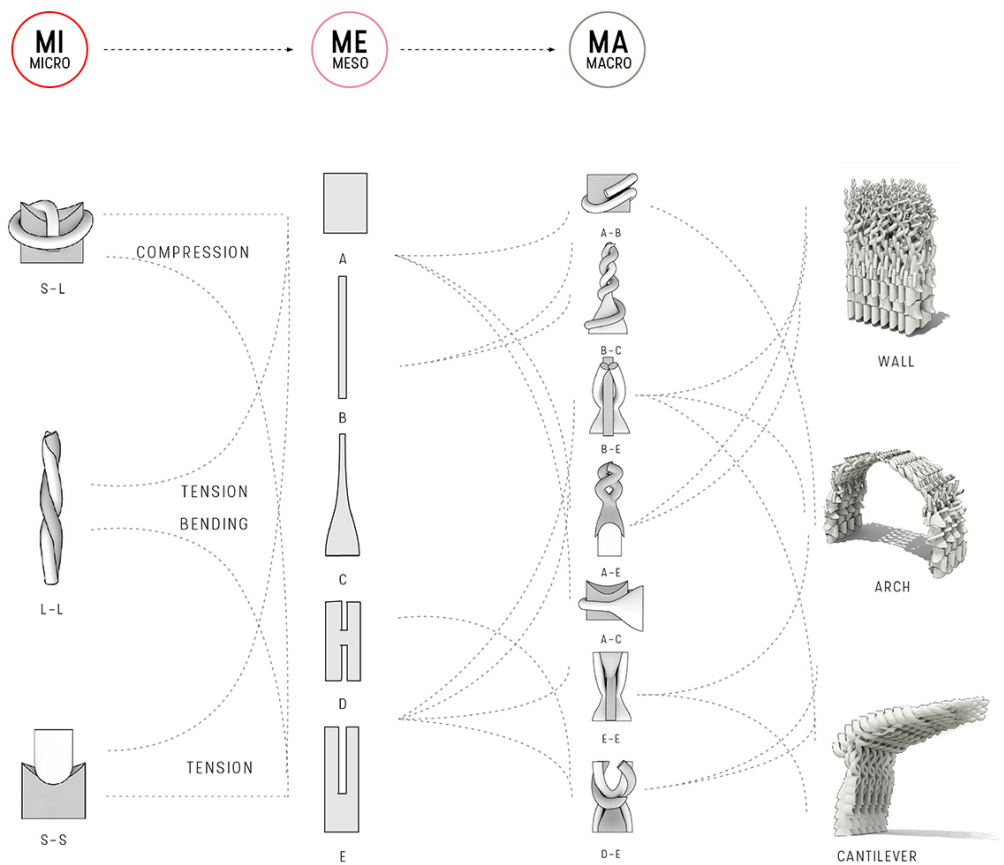 MI
MICRO
ME
MESO
MA
MACRO
COMPRESSION
S-L
TENSION
BENDING
L-L
TENSION
S-S
A
B
C
D
E
A-B
B-C
B-E
A-E
A-C
E-E
D-E
WALL
ARCH
CANTILEVER